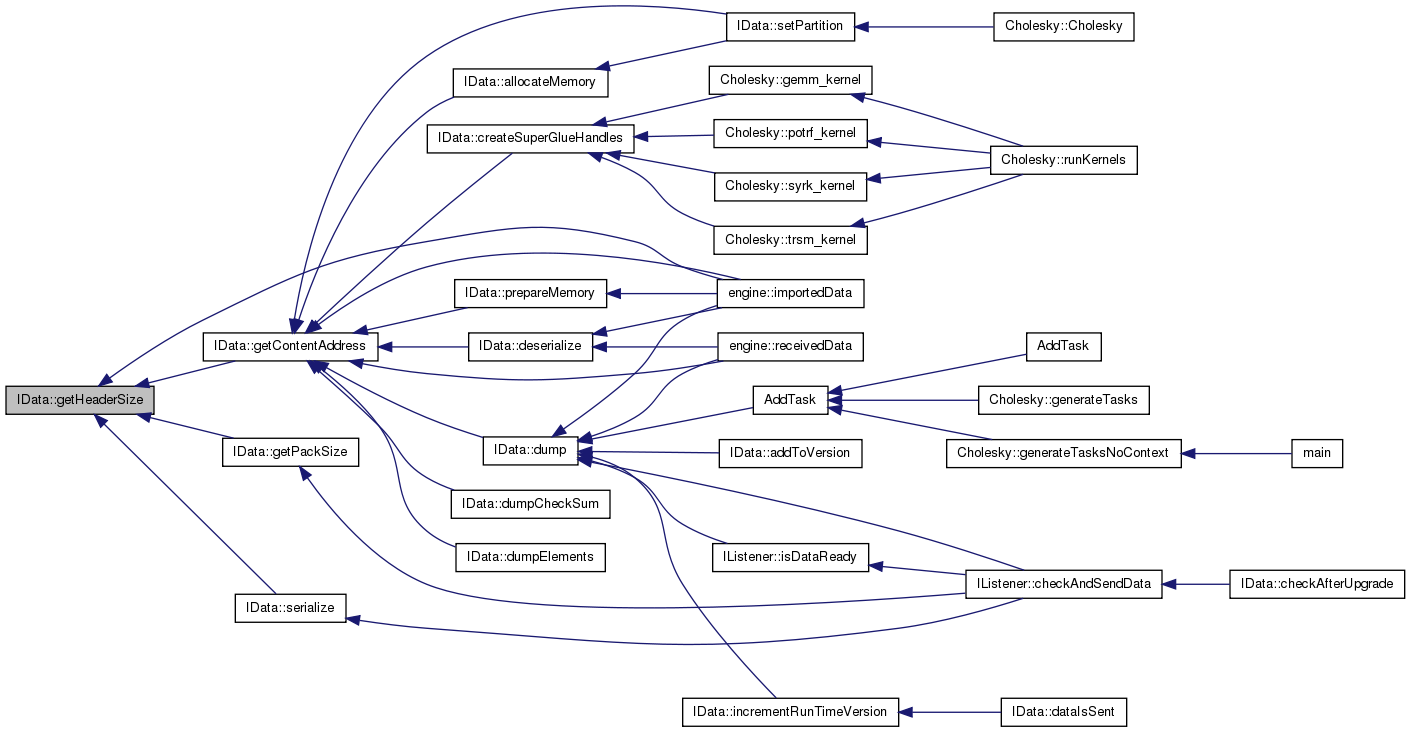 IData::setPartition
Cholesky::Cholesky
IData::allocateMemory
Cholesky::gemm_kernel
IData::createSuperGlueHandles
Cholesky::potrf_kernel
Cholesky::runKernels
Cholesky::syrk_kernel
Cholesky::trsm_kernel
IData::prepareMemory
engine::importedData
IData::getContentAddress
IData::deserialize
engine::receivedData
AddTask
IData::getHeaderSize
AddTask
Cholesky::generateTasks
IData::getPackSize
IData::dump
IData::addToVersion
Cholesky::generateTasksNoContext
main
IData::dumpCheckSum
IData::dumpElements
IListener::isDataReady
IListener::checkAndSendData
IData::checkAfterUpgrade
IData::serialize
IData::incrementRunTimeVersion
IData::dataIsSent